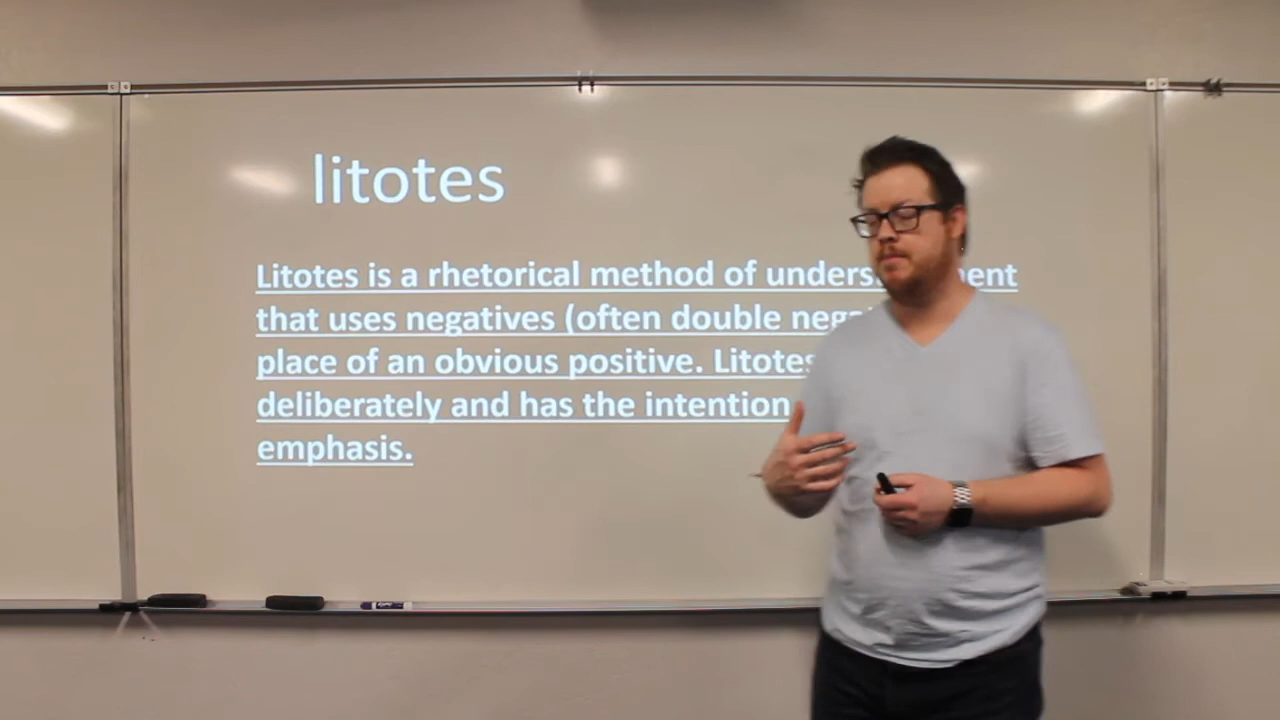 litotes
Litotes is a rhetorical method of
that uses negatives (often double
place of an obvious positive. Litotes
deliberately and has the intention
emphasis.